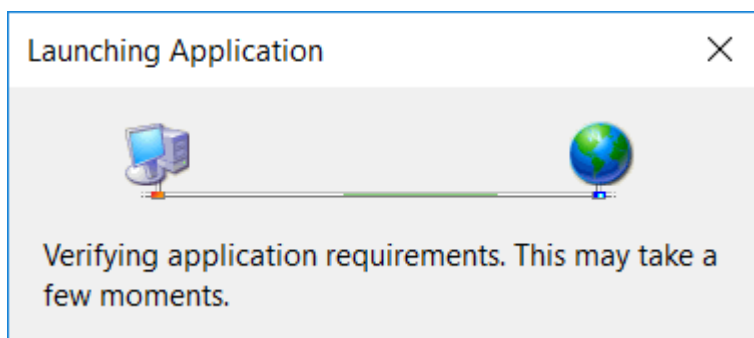 Launching Application
Verifying application requirements. This may take a
few moments.